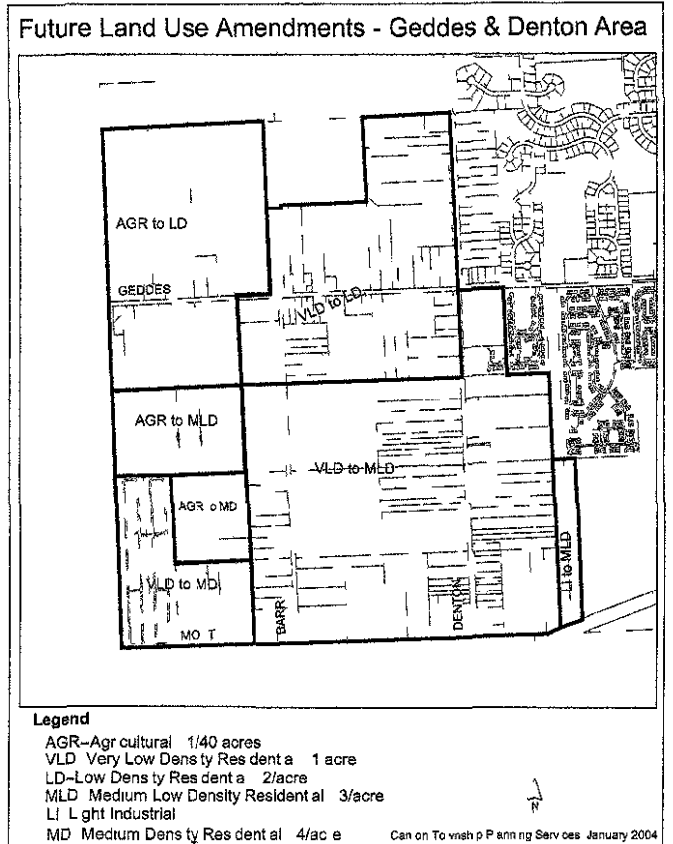 Future Land Use Amendments - Geddes & Denton Area
AGR to LD
GEDDES
VLD to LD
AGR to MLD
VLD to MLD
AGR o MD
VLD to MD
LI to MLD
MO T
BARR
DENTON
Legend
AGR-Agr cultural 1/40 acres
VLD Very Low Dens ty Res dent a 1 acre
LD-Low Dens ty Res dent a 2/acre
MLD Medium Low Density Resident al 3/acre
LI L ght Industrial
MD Medium Dens ty Res dent al 4/ac e
N
Can on To vnsh p P ann ng Serv ces January 2004